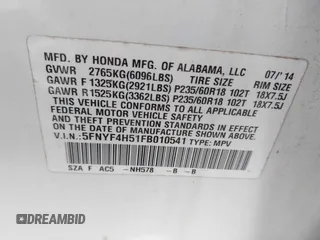 MFD. BY HONDA MFG. OF ALABAMA, LLC 07/'14
GVWR 2765KG(6096LBS) TIRE SIZE RIM SIZE
GAWR F 1325KG(2921LBS) P235/60R18 102T 18X7.5J
GAWR R 1525KG(3362LBS) P235/60R18 102T 18X7.5J
THIS VEHICLE CONFORMS TO ALL APPLICABLE
FEDERAL MOTOR VEHICLE SAFETY AND THEFT PREVENTION
STANDARDS IN EFFECT ON THE DATE OF MANUFACTURE SHOWN ABOVE.
V.I.N.: 5FNYF4H51FB010541 TYPE: MPV
SZA F AC5 -NH578 -B -B
© IDRIVE.COM